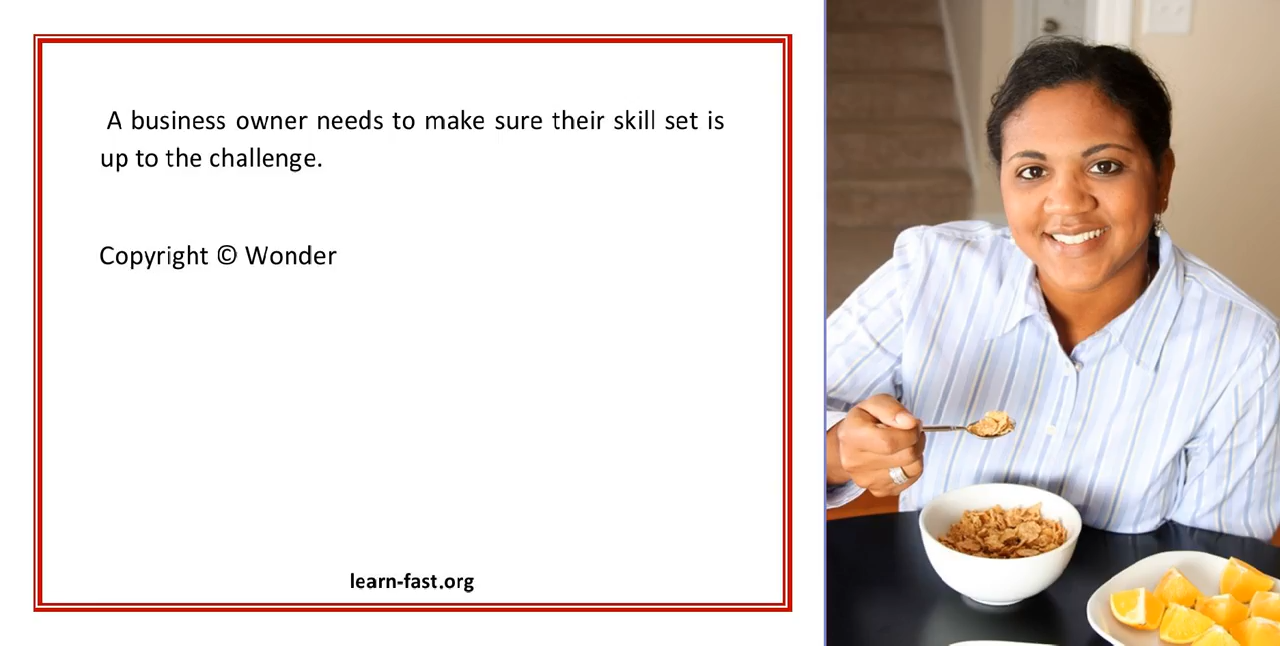 A business owner needs to make sure their skill set is
up to the challenge.
Copyright © Wonder
learn-fast.org